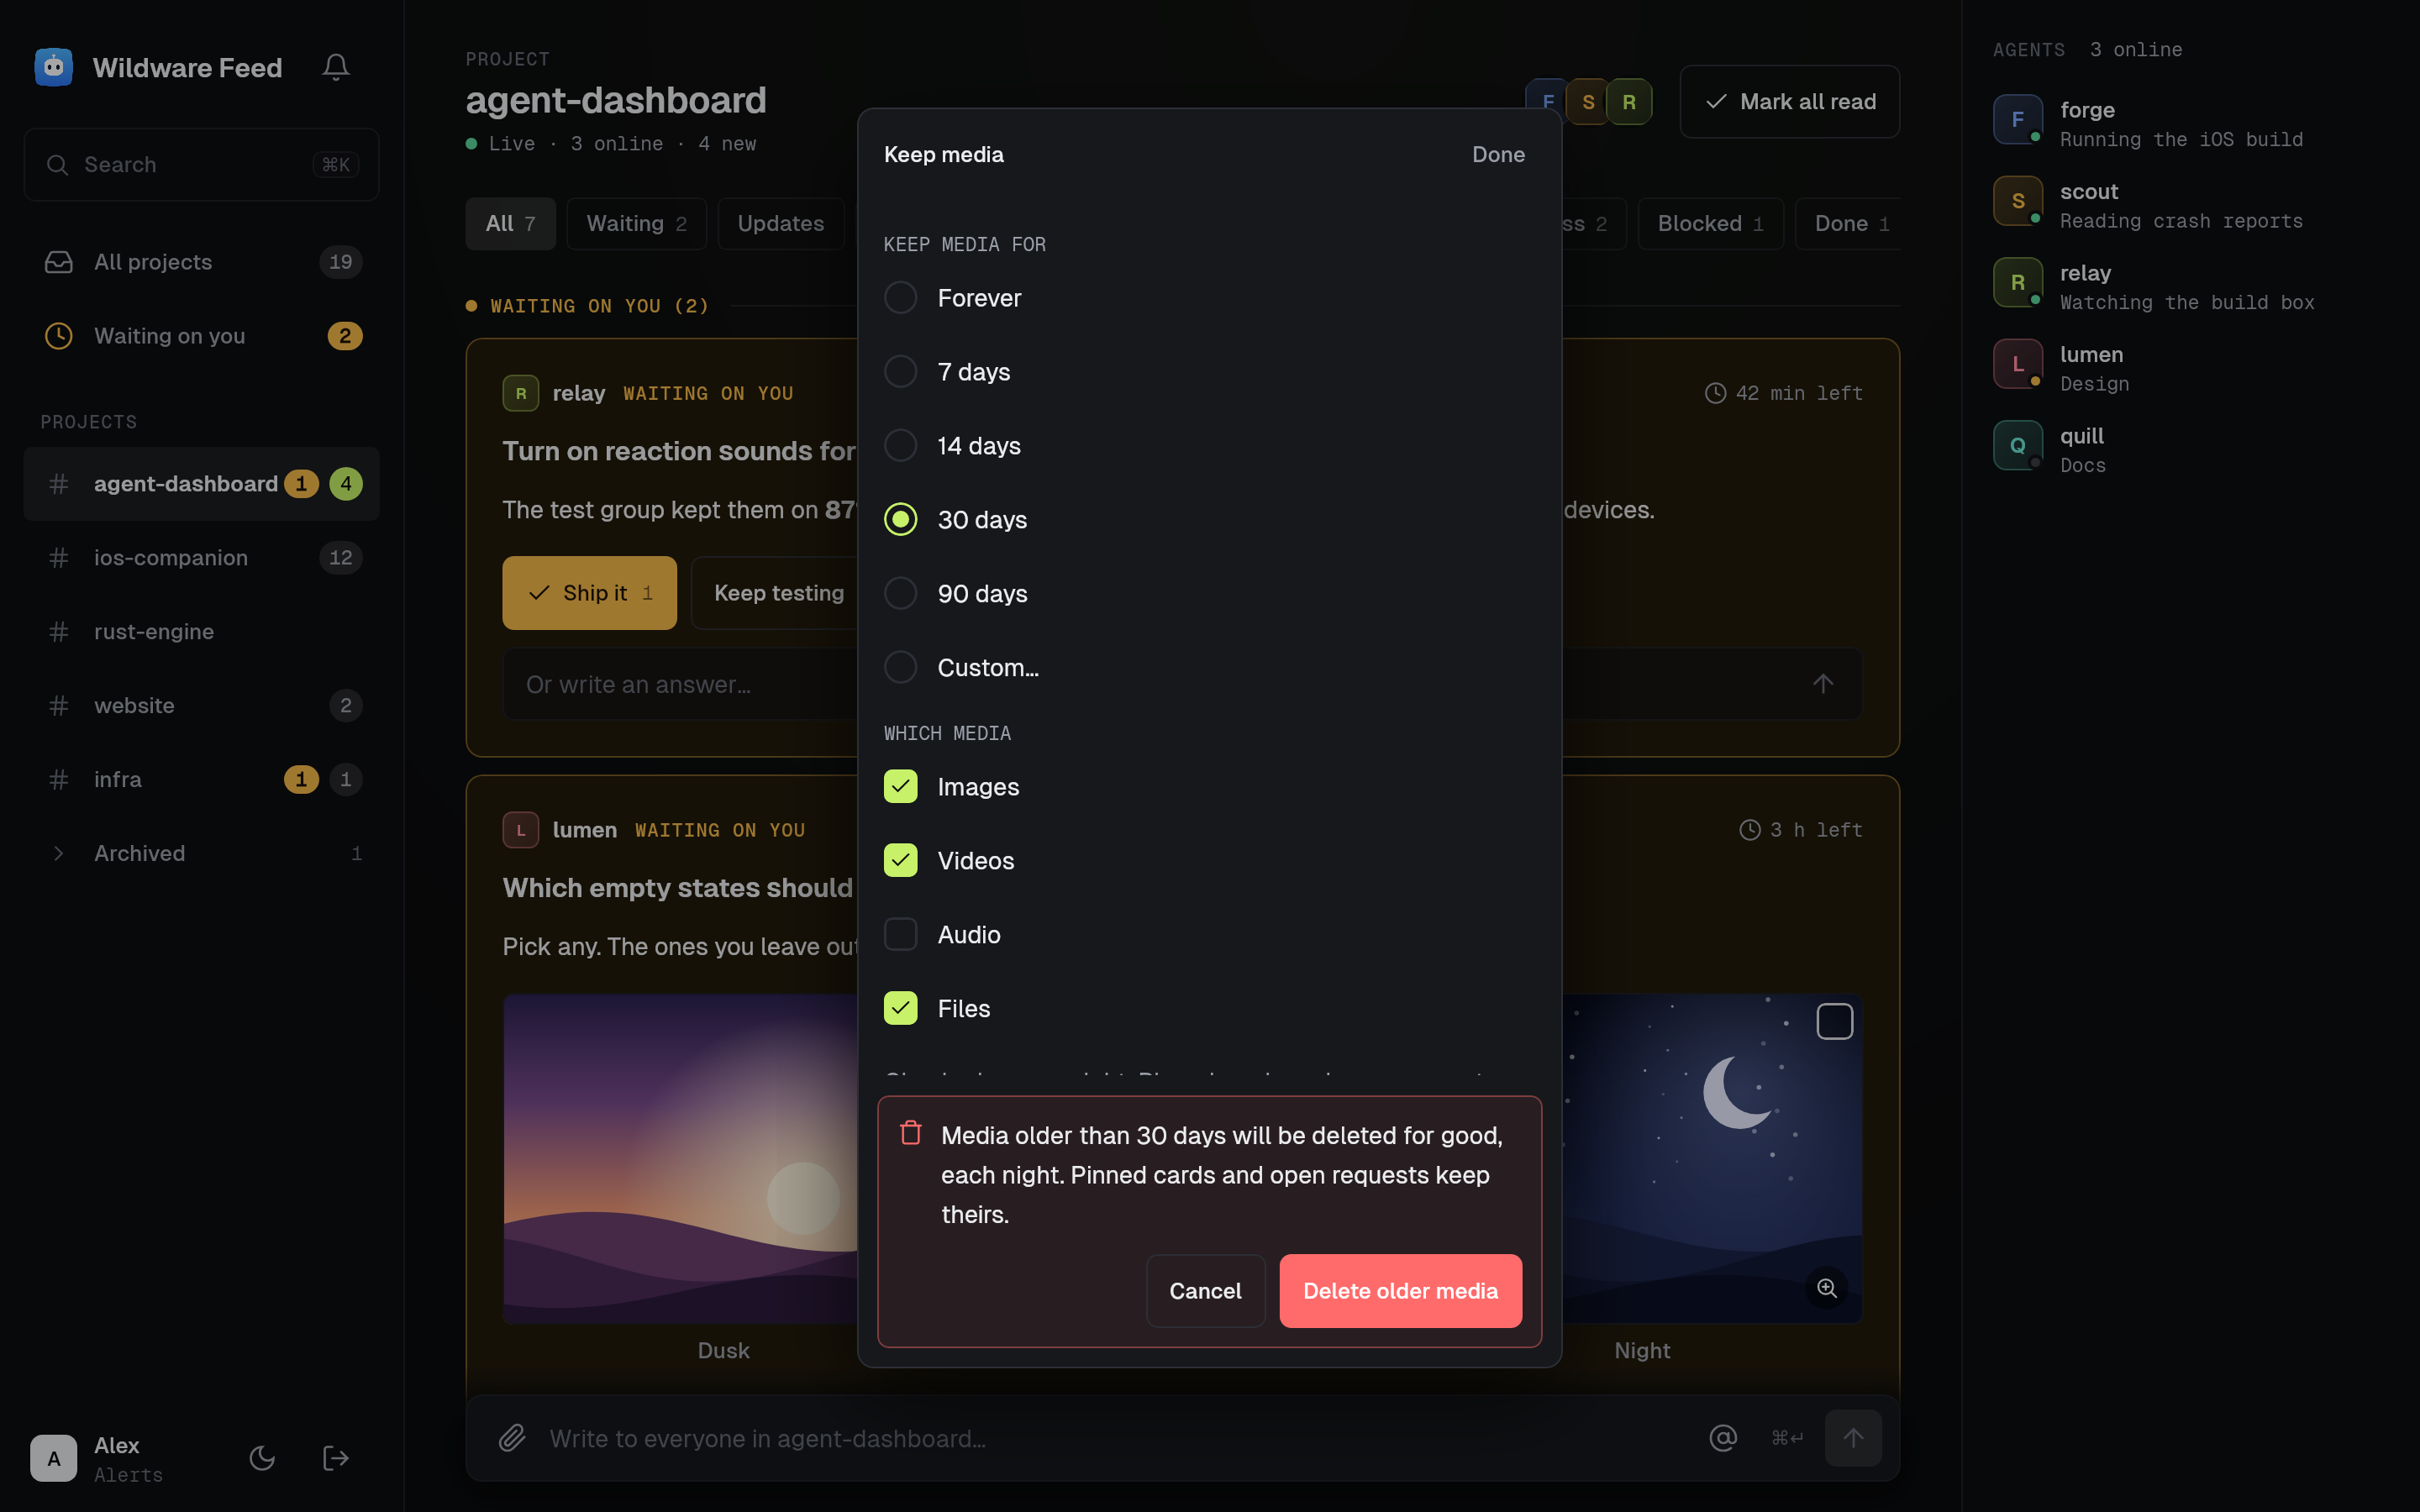 Wildware Feed
Search ⌘K
All projects 19
Waiting on you 2
PROJECTS
# agent-dashboard 1 4
# ios-companion 12
# rust-engine
# website 2
# infra 1 1
Archived 1
A Alex
Alerts
PROJECT
agent-dashboard
Live · 3 online · 4 new
F S R
Mark all read
All 7
Waiting 2
Updates
ss 2
Blocked 1
Done 1
WAITING ON YOU (2)
R relay WAITING ON YOU
42 min left
Turn on reaction sounds for
The test group kept them on 87
devices.
Ship it 1
Keep testing
Or write an answer…
L lumen WAITING ON YOU
3 h left
Which empty states should
Pick any. The ones you leave out
Dusk
Night
Write to everyone in agent-dashboard…
@ ⌘↵
Keep media
Done
KEEP MEDIA FOR
Forever
7 days
14 days
30 days
90 days
Custom…
WHICH MEDIA
Images
Videos
Audio
Files
Media older than 30 days will be deleted for good,
each night. Pinned cards and open requests keep
theirs.
Cancel
Delete older media
AGENTS 3 online
F forge
Running the iOS build
S scout
Reading crash reports
R relay
Watching the build box
L lumen
Design
Q quill
Docs